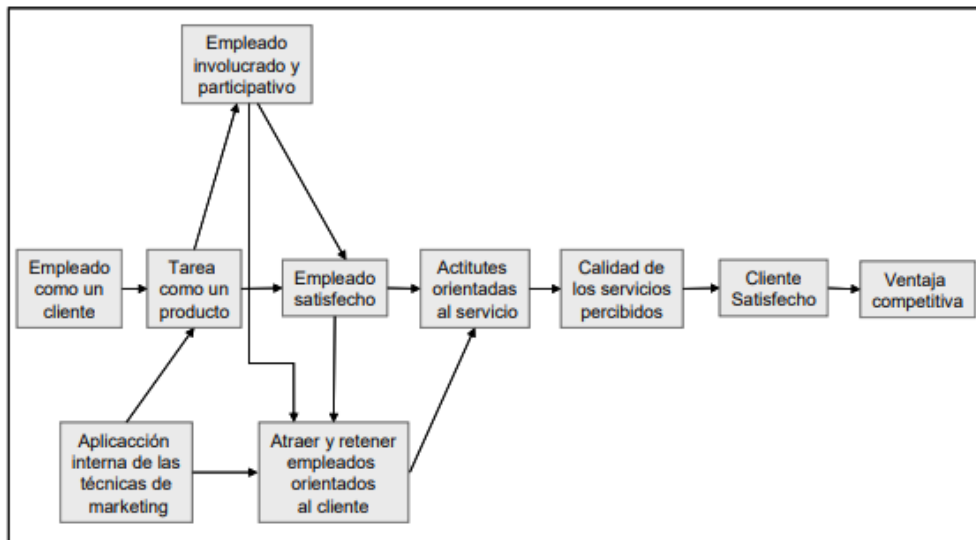 Empleado
involucrado y
participativo
Empleado
como un
cliente
Tarea
como un
producto
Empleado
satisfecho
Actitutes
orientadas
al servicio
Calidad de
los servicios
percibidos
Cliente
Satisfecho
Ventaja
competitiva
Aplicacción
interna de las
técnicas de
marketing
Atraer y retener
empleados
orientados
al cliente